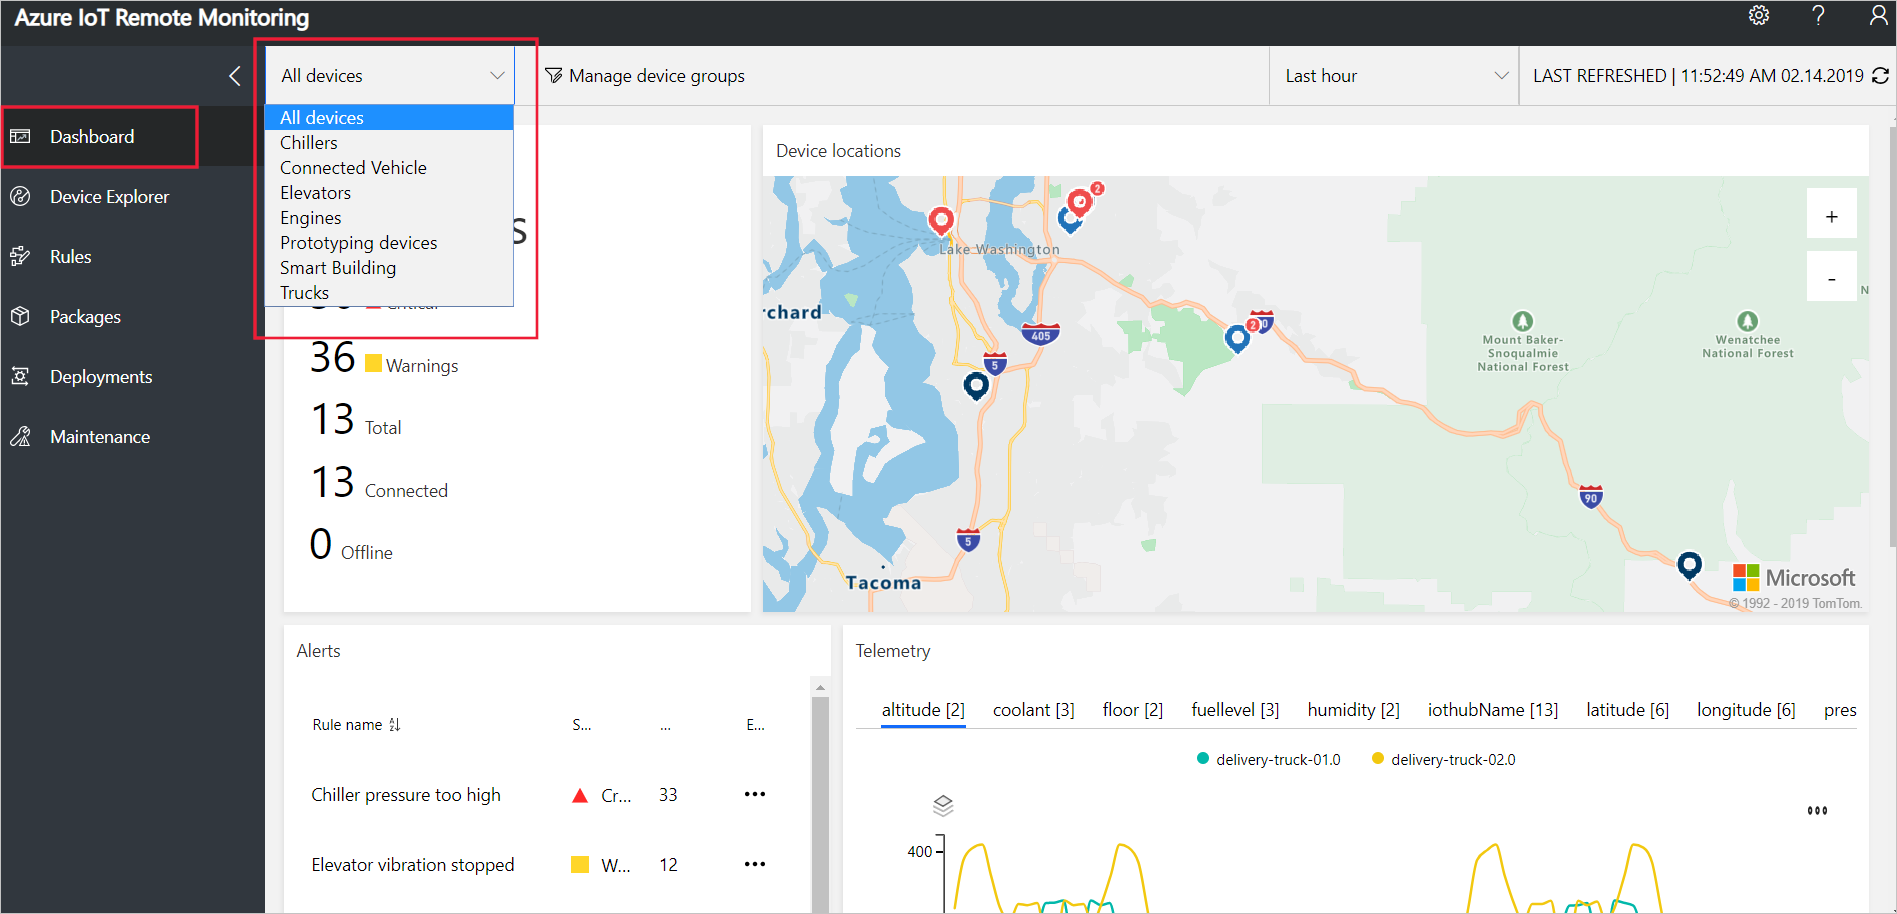 Azure IoT Remote Monitoring
?
All devices
Manage device groups
Last hour
LAST REFRESHED | 11:52:49 AM 02.14.2019
Dashboard
Device Explorer
Rules
Packages
Deployments
Maintenance
All devices
Chillers
Connected Vehicle
Elevators
Engines
Prototyping devices
Smart Building
Trucks
s
Critical
36 Warnings
13 Total
13 Connected
0 Offline
Device locations
2
Lake Washington
+
-
N
rchard
405
2
5
Mount Baker-
Snoqualmie
National Forest
Wenatchee
National Forest
90
5
Tacoma
Microsoft
© 1992 - 2019 TomTom.
Alerts
Rule name
S...
...
E...
Chiller pressure too high Cr... 33 •••
Elevator vibration stopped W... 12 •••
Telemetry
altitude [2] coolant [3] floor [2] fuellevel [3] humidity [2] iothubName [13] latitude [6] longitude [6] pres
delivery-truck-01.0 delivery-truck-02.0
400